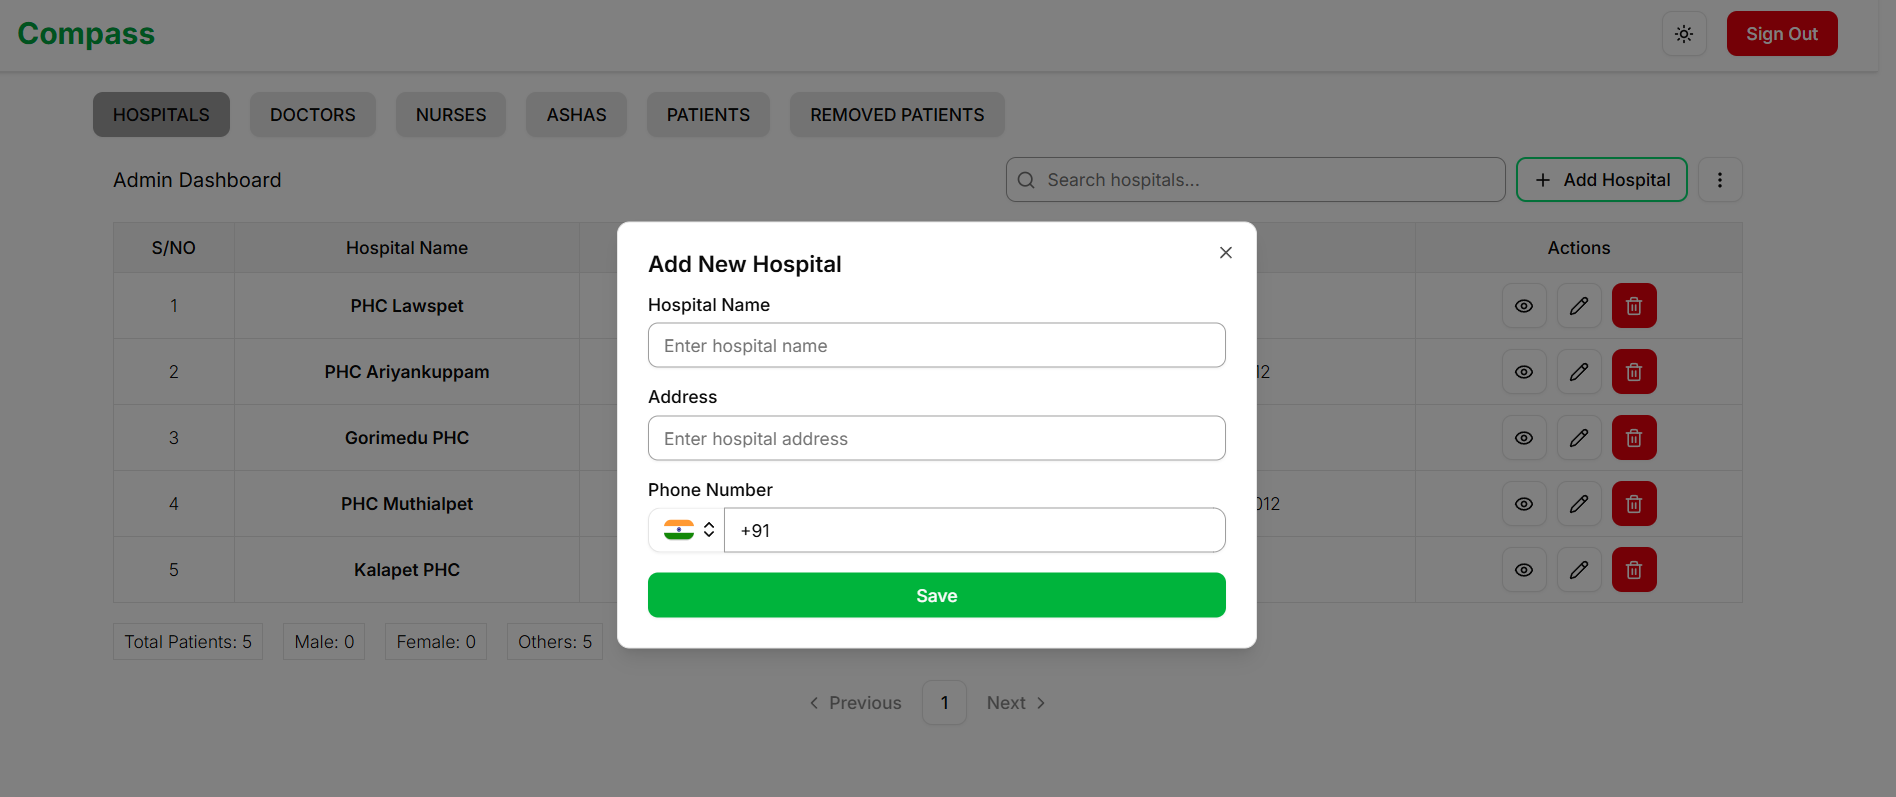 Compass
Sign Out
HOSPITALS DOCTORS NURSES ASHAS PATIENTS REMOVED PATIENTS
Admin Dashboard
Search hospitals...
Add Hospital
S/NO Hospital Name Actions
1 PHC Lawspet
2 PHC Ariyankuppam 12
3 Gorimedu PHC
4 PHC Muthialpet 012
5 Kalapet PHC
Add New Hospital
Hospital Name
Enter hospital name
Address
Enter hospital address
Phone Number
+91
Save
Total Patients: 5 Male: 0 Female: 0 Others: 5
Previous 1 Next